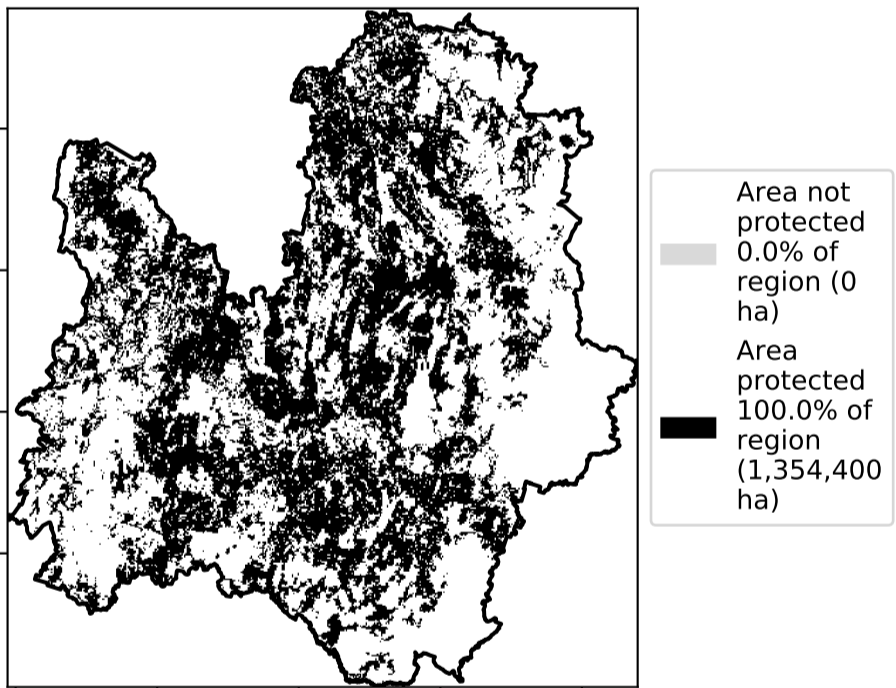 Area not
protected
0.0% of
region (0
ha)
Area
protected
100.0% of
region
(1,354,400
ha)